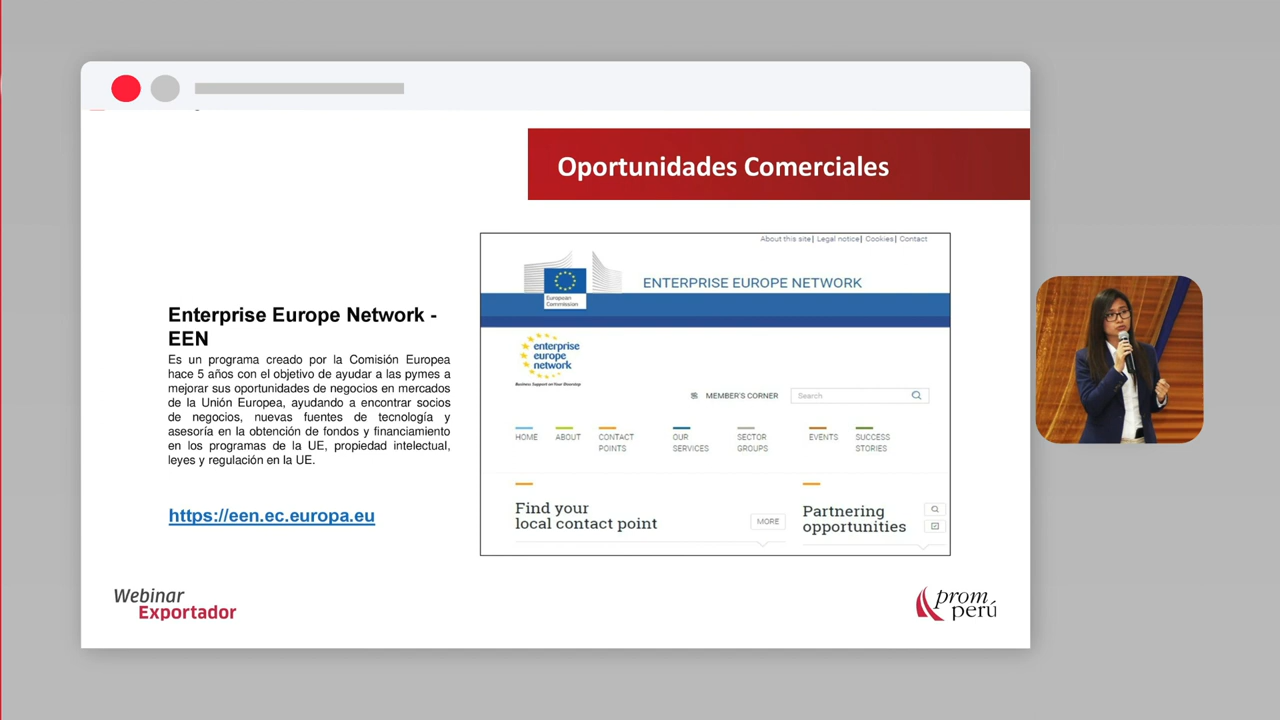 Oportunidades Comerciales
Enterprise Europe Network -
EEN
Es un programa creado por la Comisión Europea
hace 5 años con el objetivo de ayudar a las pymes a
mejorar sus oportunidades de negocios en mercados
de la Unión Europea, ayudando a encontrar socios
de negocios, nuevas fuentes de tecnología y
asesoría en la obtención de fondos y financiamiento
en los programas de la UE, propiedad intelectual,
leyes y regulación en la UE.
https://een.ec.europa.eu
About this site| Legal notice| Cookies| Contact
European
Commission
ENTERPRISE EUROPE NETWORK
enterprise
europe
network
Business Support on Your Doorstep
MEMBER'S CORNER
Search
HOME
ABOUT
CONTACT
POINTS
OUR
SERVICES
SECTOR
GROUPS
EVENTS
SUCCESS
STORIES
Find your
local contact point
MORE
Partnering
opportunities
Webinar
Exportador
prom
perú